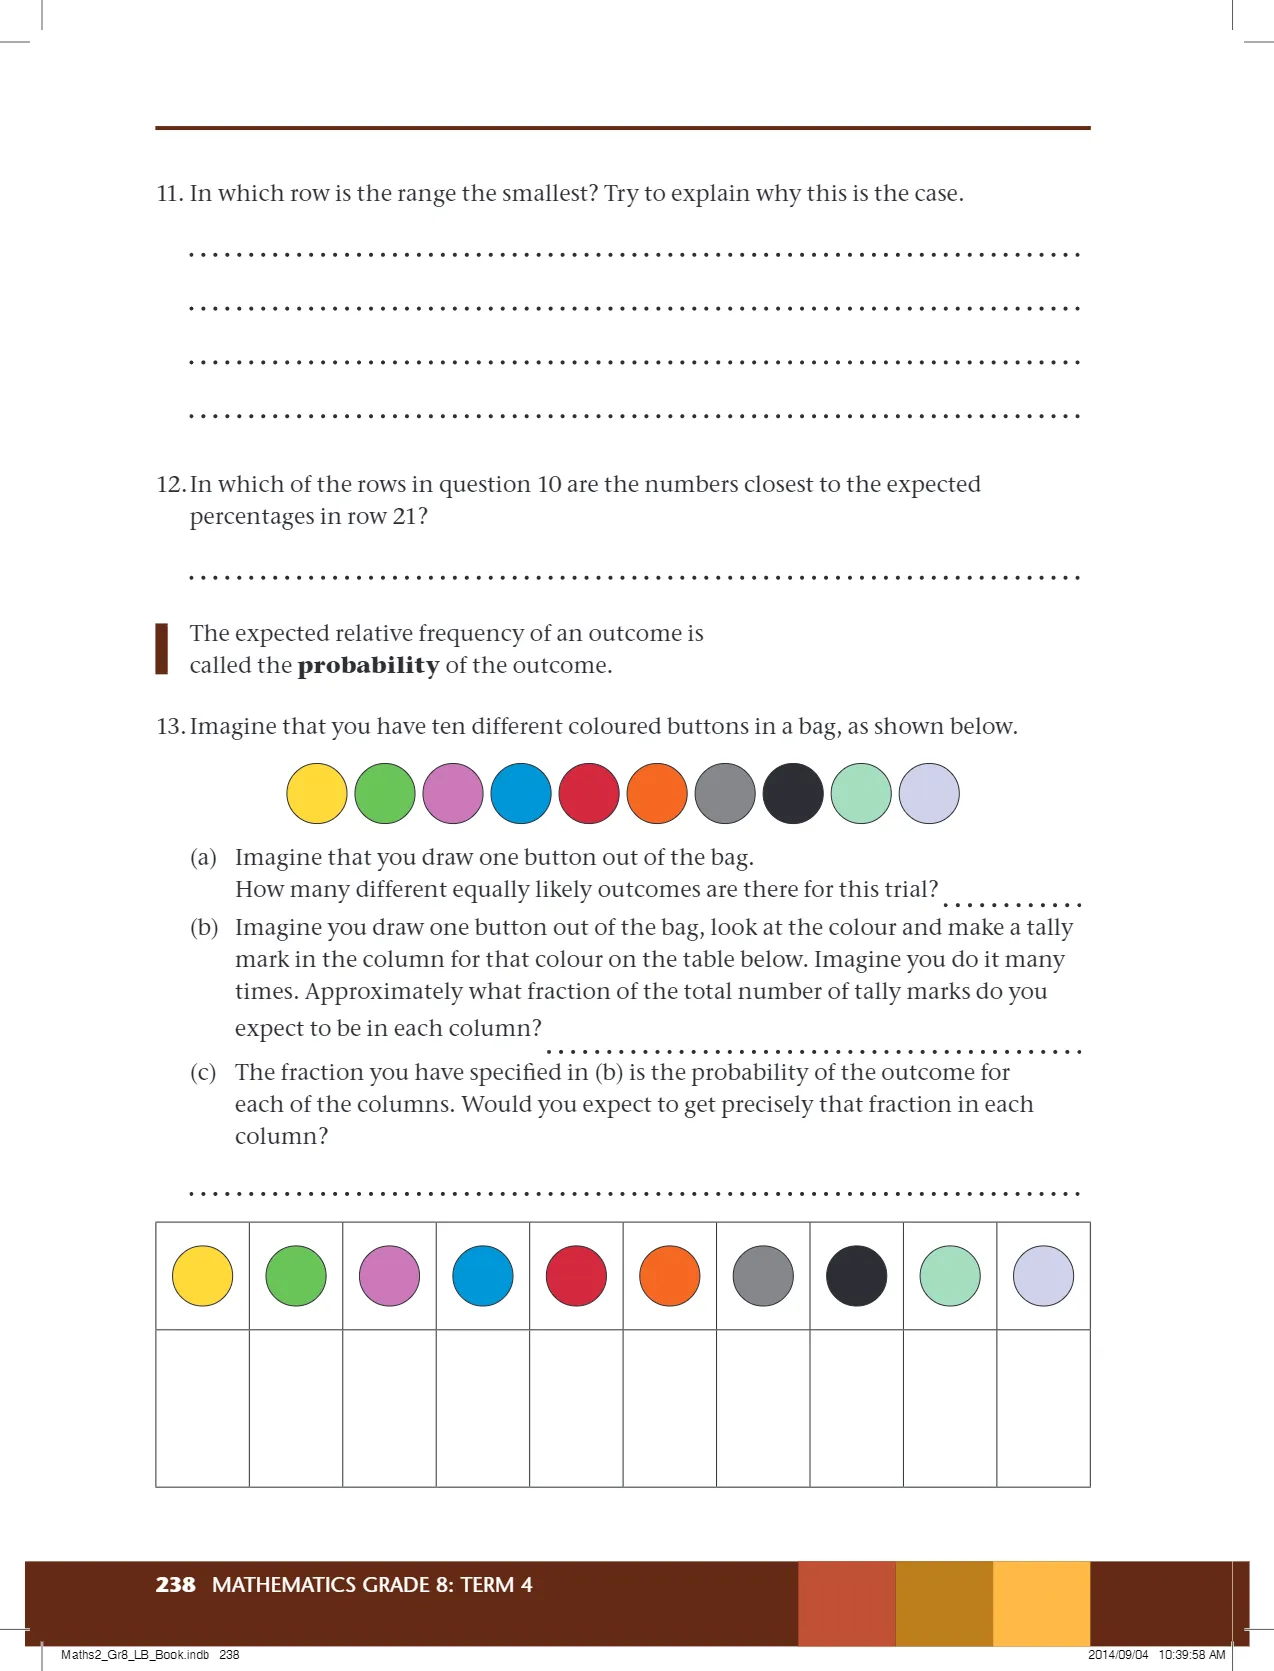 11. In which row is the range the smallest? Try to explain why this is the case.
12. In which of the rows in question 10 are the numbers closest to the expected
percentages in row 21?
The expected relative frequency of an outcome is
called the probability of the outcome.
13. Imagine that you have ten different coloured buttons in a bag, as shown below.
(a) Imagine that you draw one button out of the bag.
How many different equally likely outcomes are there for this trial?
(b) Imagine you draw one button out of the bag, look at the colour and make a tally
mark in the column for that colour on the table below. Imagine you do it many
times. Approximately what fraction of the total number of tally marks do you
expect to be in each column?
(c) The fraction you have specified in (b) is the probability of the outcome for
each of the columns. Would you expect to get precisely that fraction in each
column?
238 MATHEMATICS GRADE 8: TERM 4
Maths2_Gr8_LB_Book.indb 238
2014/09/04 10:39:58 AM